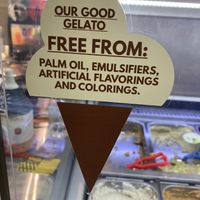 OUR GOOD
GELATO
FREE FROM:
PALM OIL, EMULSIFIERS,
ARTIFICIAL FLAVORINGS
AND COLORINGS.